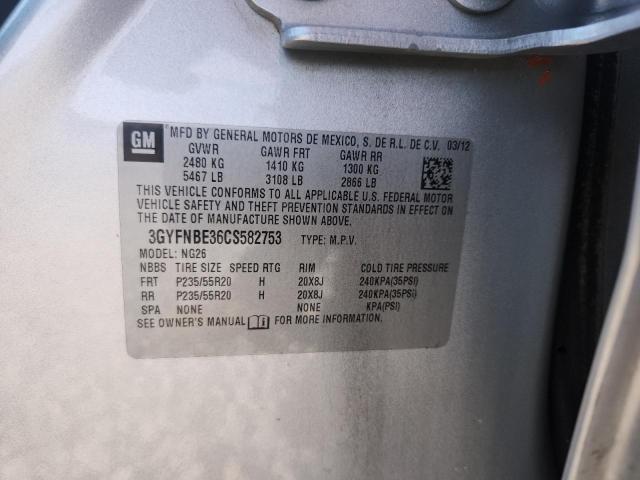 GM MFD BY GENERAL MOTORS DE MEXICO, S. DE R.L. DE C.V. 03/12
GVWR GAWR FRT GAWR RR
2480 KG 1410 KG 1300 KG
5467 LB 3108 LB 2866 LB
THIS VEHICLE CONFORMS TO ALL APPLICABLE U.S. FEDERAL MOTOR
VEHICLE SAFETY AND THEFT PREVENTION STANDARDS IN EFFECT ON
THE DATE OF MANUFACTURE SHOWN ABOVE.
3GYFNBE36CS582753 TYPE: M.P.V.
MODEL: NG26
NBBS TIRE SIZE SPEED RTG RIM COLD TIRE PRESSURE
FRT P235/55R20 H 20X8J 240KPA(35PSI)
RR P235/55R20 H 20X8J 240KPA(35PSI)
SPA NONE NONE KPA(PSI)
SEE OWNER'S MANUAL i FOR MORE INFORMATION.